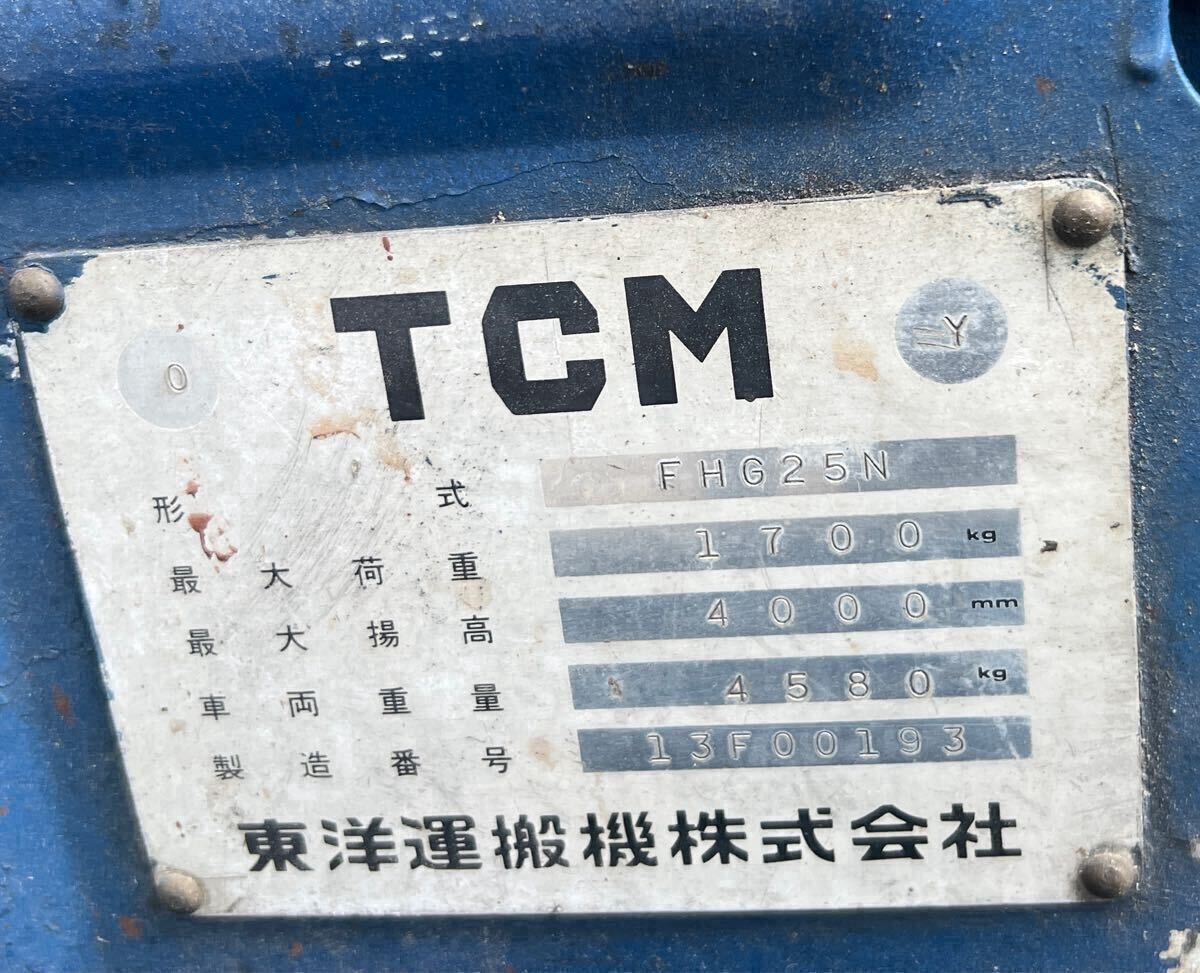 TCM
0
Y
形式 FHG25N
最大荷重 1700 kg
最大揚高 4000 mm
車両重量 4580 kg
製造番号 13F00193
東洋運搬機株式会社